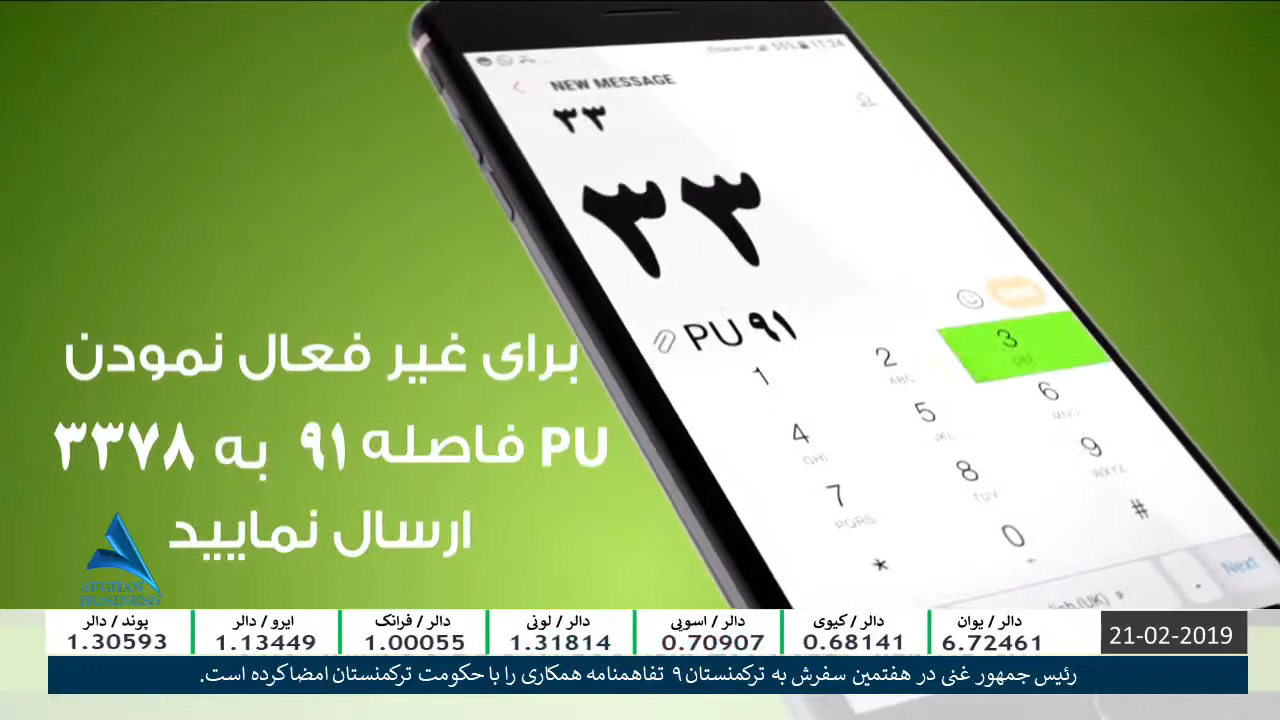 55% 11:24
NEW MESSAGE
۳۳
۳۳
PU ۹۱
1
2 ABC
3 DEF
4 GHI
5 JKL
6 MNO
7 PQRS
8 TUV
9 WXYZ
*
0 +
#
Next
برای غیر فعال نمودن
PU فاصله ۹۱ به ۳۳۷۸
ارسال نمایید
AFGHAN
BUSINESS
پوند / دالر
1.30593
ایرو / دالر
1.13449
دالر / فرانک
1.00055
دالر / لونی
1.31814
دالر / اسویی
0.70907
دالر / کیوی
0.68141
دالر / یوان
6.72461
21-02-2019
رئیس جمهور غنی در هفتمین سفرش به ترکمنستان ۹ تفاهمنامه همکاری را با حکومت ترکمنستان امضا کرده است.